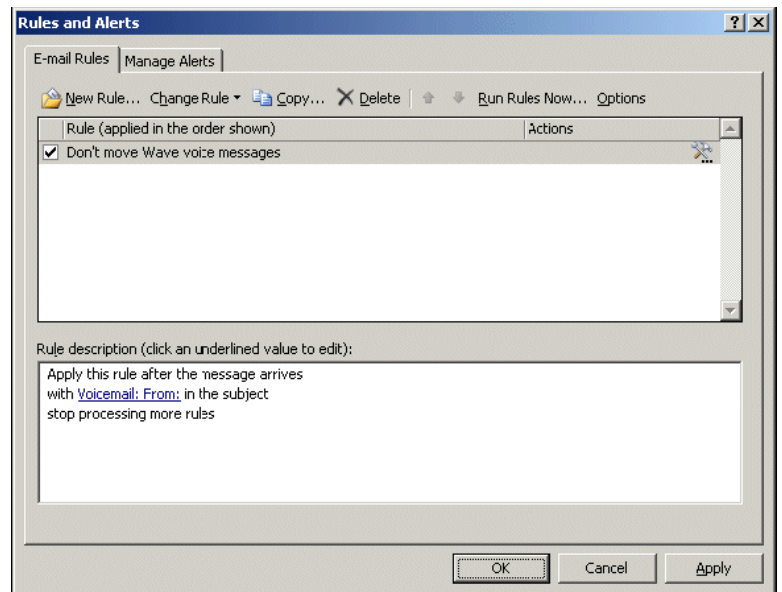 Rules and Alerts
E-mail Rules Manage Alerts
New Rule... Change Rule Copy... Delete Run Rules Now... Options
Rule (applied in the order shown) Actions
Don't move Wave voice messages
Rule description (click an underlined value to edit):
Apply this rule after the message arrives
with Voicemail: From: in the subject
stop processing more rules
OK Cancel Apply